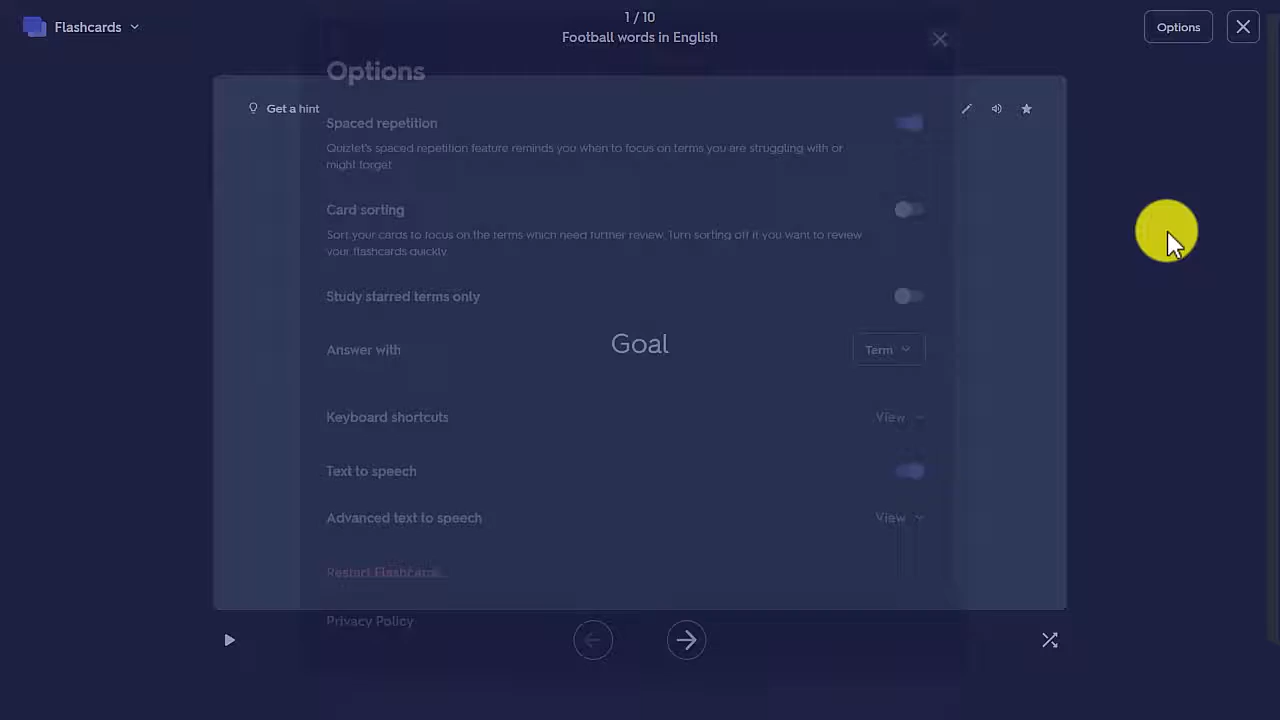 Flashcards
1 / 10
Football words in English
Options
Options
Get a hint
Spaced repetition
Quizlet's spaced repetition feature reminds you when to focus on terms you are struggling with or
might forget
Card sorting
Sort your cards to focus on the terms which need further review. Turn sorting off if you want to review
your flashcards quickly
Study starred terms only
Goal
Answer with
Term
Keyboard shortcuts
View
Text to speech
Advanced text to speech
View
Restart Flashcards
Privacy Policy